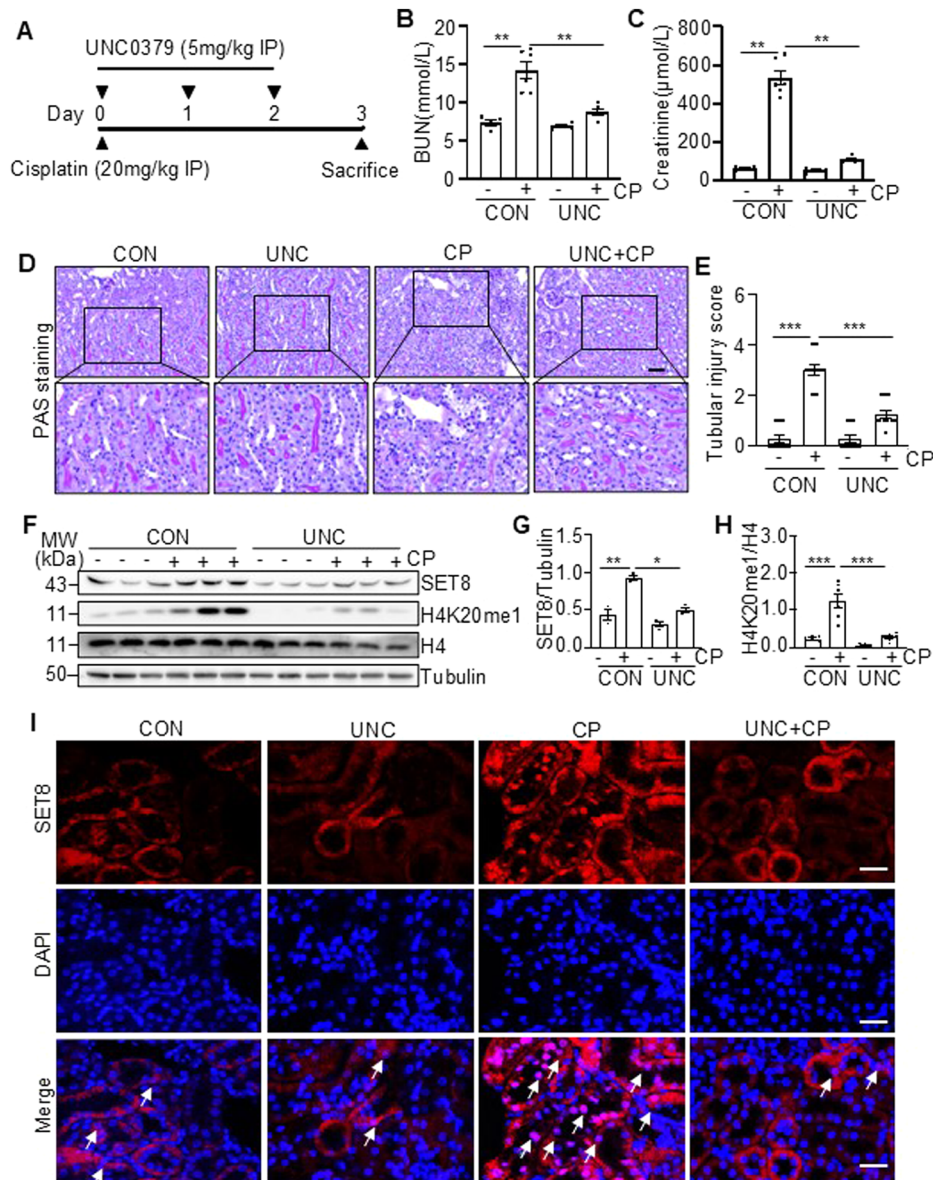 A
UNC0379 (5mg/kg IP)
Day 0 1 2 3
Cisplatin (20mg/kg IP) Sacrifice
B
BUN(mmol/L)
20
15
10
5
0
** **
- + - + CP
CON UNC
C
Creatinine(μmol/L)
800
600
400
200
0
** **
- + - + CP
CON UNC
D
CON UNC CP UNC+CP
PAS staining
E
Tubular injury score
6
4
2
0
*** ***
- + - + CP
CON UNC
F
MW
(kDa)
CON UNC
- - - + + + - - - + + + CP
43 SET8
11 H4K20me1
11 H4
50 Tubulin
G
SET8/Tubulin
1.5
1.0
0.5
0
** *
- + - + CP
CON UNC
H
H4K20me1/H4
3.0
2.0
1.0
0
*** ***
- + - + CP
CON UNC
I
CON UNC CP UNC+CP
SET8
DAPI
Merge